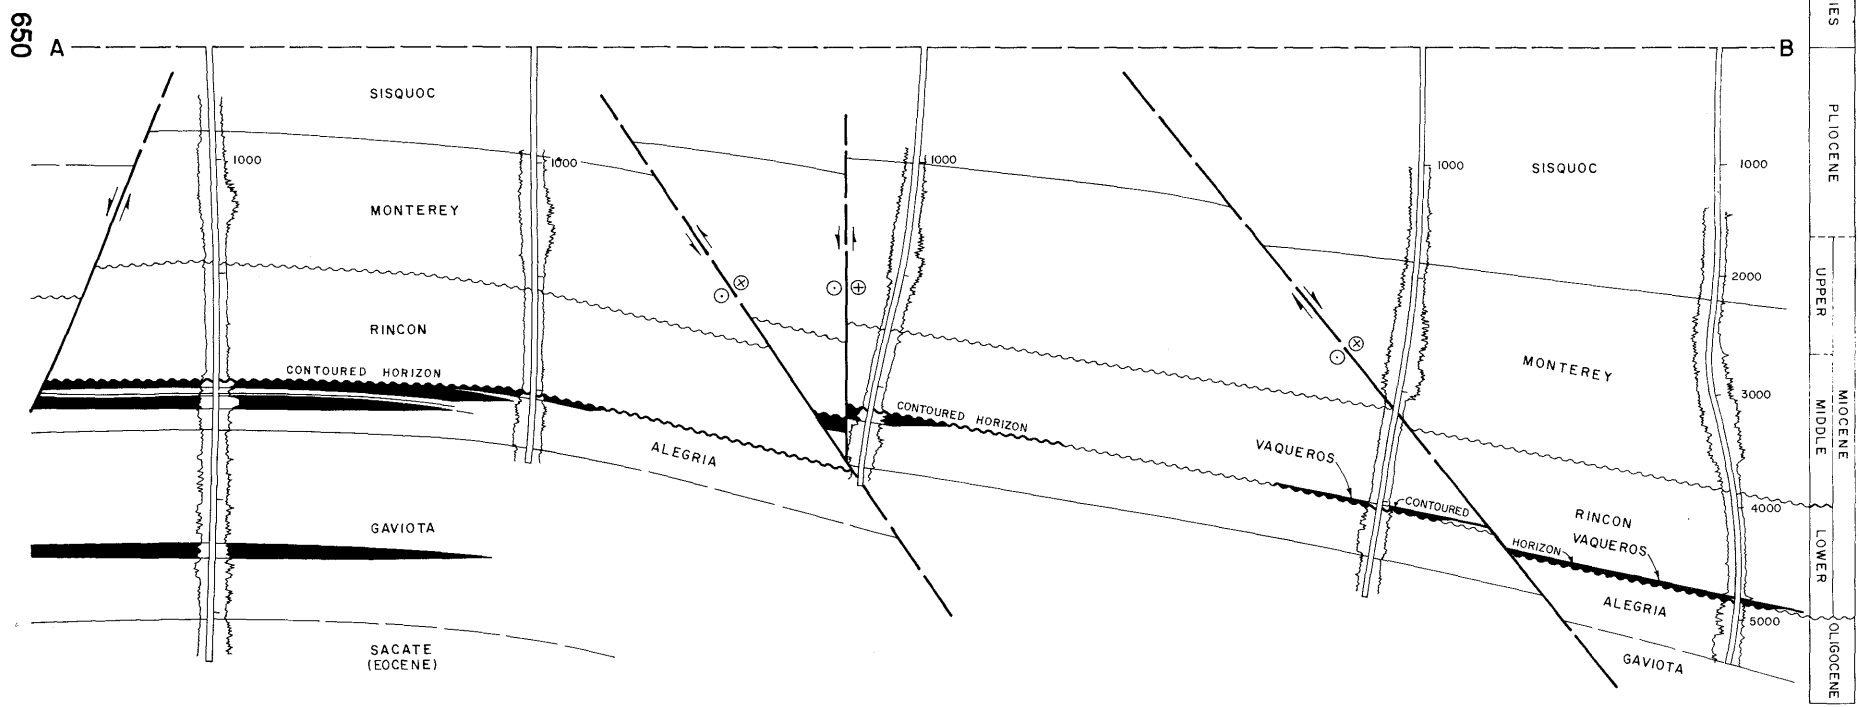 650
A
B
IES
SISQUOC
PLIOCENE
1000
1000
1000
1000
SISQUOC
1000
MONTEREY
2000
UPPER
RINCON
MONTEREY
CONTOURED HORIZON
3000
MIOCENE
MIDDLE
CONTOURED HORIZON
ALEGRIA
VAQUEROS
CONTOURED
4000
GAVIOTA
RINCON
HORIZON
VAQUEROS
LOWER
ALEGRIA
5000
SACATE
(EOCENE)
GAVIOTA
OLIGOCENE